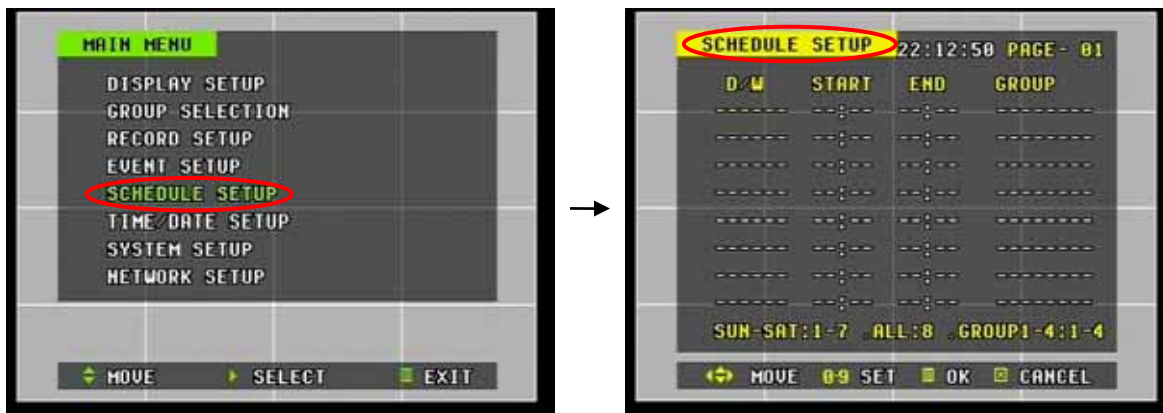 MAIN MENU
DISPLAY SETUP
GROUP SELECTION
RECORD SETUP
EVENT SETUP
SCHEDULE SETUP
TIME/DATE SETUP
SYSTEM SETUP
NETWORK SETUP
MOVE SELECT EXIT
SCHEDULE SETUP 22:12:50 PAGE- 01
D/W START END GROUP
------ --:-- --:-- --------
------ --:-- --:-- --------
------ --:-- --:-- --------
------ --:-- --:-- --------
------ --:-- --:-- --------
------ --:-- --:-- --------
------ --:-- --:-- --------
------ --:-- --:-- --------
SUN-SAT:1-7 .ALL:8 .GROUP1-4:1-4
MOVE 0-9 SET OK CANCEL